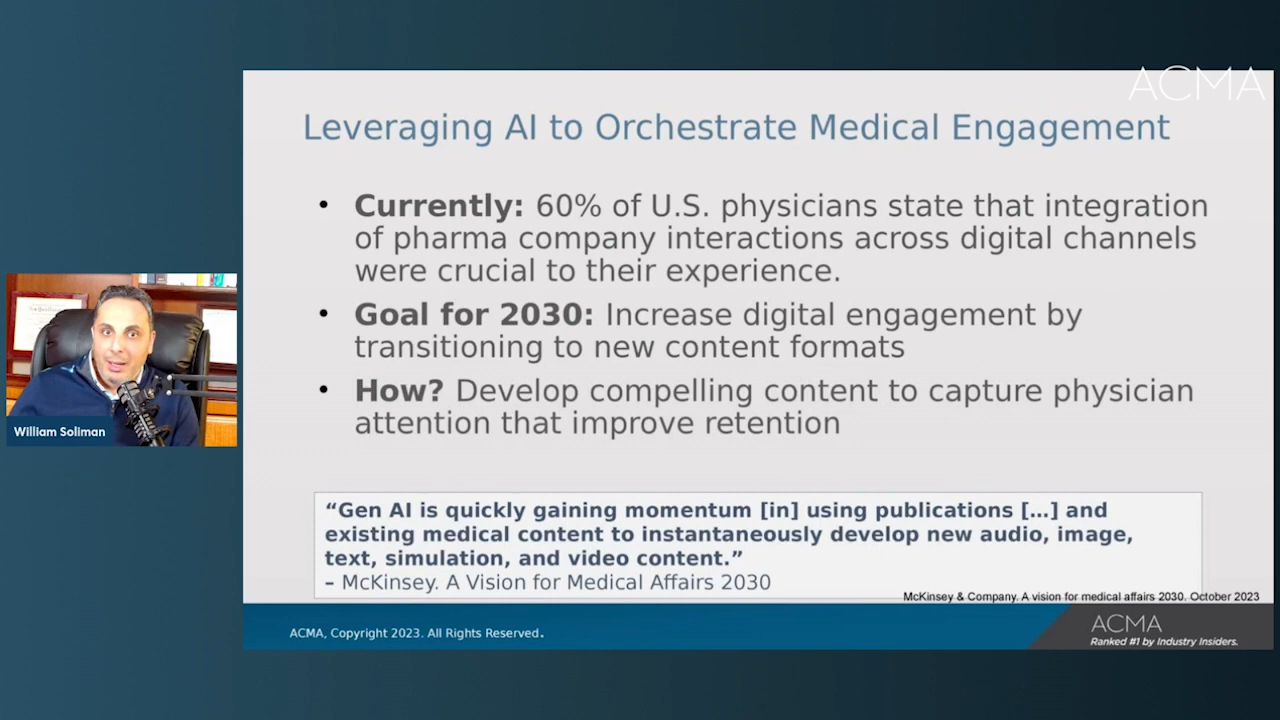 ACMA
Leveraging AI to Orchestrate Medical Engagement
• Currently: 60% of U.S. physicians state that integration
of pharma company interactions across digital channels
were crucial to their experience.
• Goal for 2030: Increase digital engagement by
transitioning to new content formats
• How? Develop compelling content to capture physician
attention that improve retention
William Soliman
“Gen AI is quickly gaining momentum [in] using publications […] and
existing medical content to instantaneously develop new audio, image,
text, simulation, and video content.”
– McKinsey. A Vision for Medical Affairs 2030
McKinsey & Company. A vision for medical affairs 2030. October 2023
ACMA, Copyright 2023. All Rights Reserved.
ACMA
Ranked #1 by Industry Insiders.